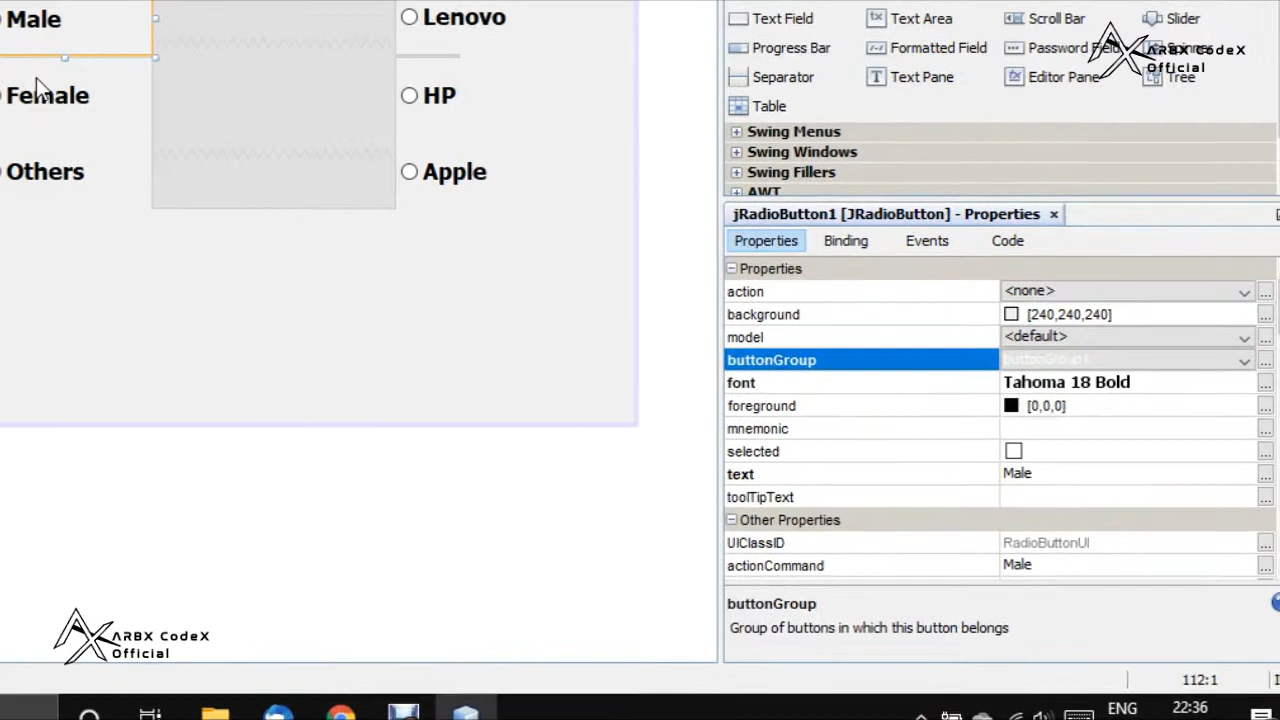 Male
Lenovo
Female
HP
Others
Apple
Text Field
Text Area
Scroll Bar
Slider
Progress Bar
Formatted Field
Password Field
Separator
Text Pane
Editor Pane
Tree
Table
ARBX CodeX
Official
Swing Menus
Swing Windows
Swing Fillers
AWT
jRadioButton1 [JRadioButton] - Properties ×
Properties Binding Events Code
Properties
action <none>
background [240,240,240]
model <default>
buttonGroup buttonGroup1
font Tahoma 18 Bold
foreground [0,0,0]
mnemonic
selected
text Male
toolTipText
Other Properties
UIClassID RadioButtonUI
actionCommand Male
buttonGroup
Group of buttons in which this button belongs
ARBX CodeX
Official
112:1
ENG
22:36